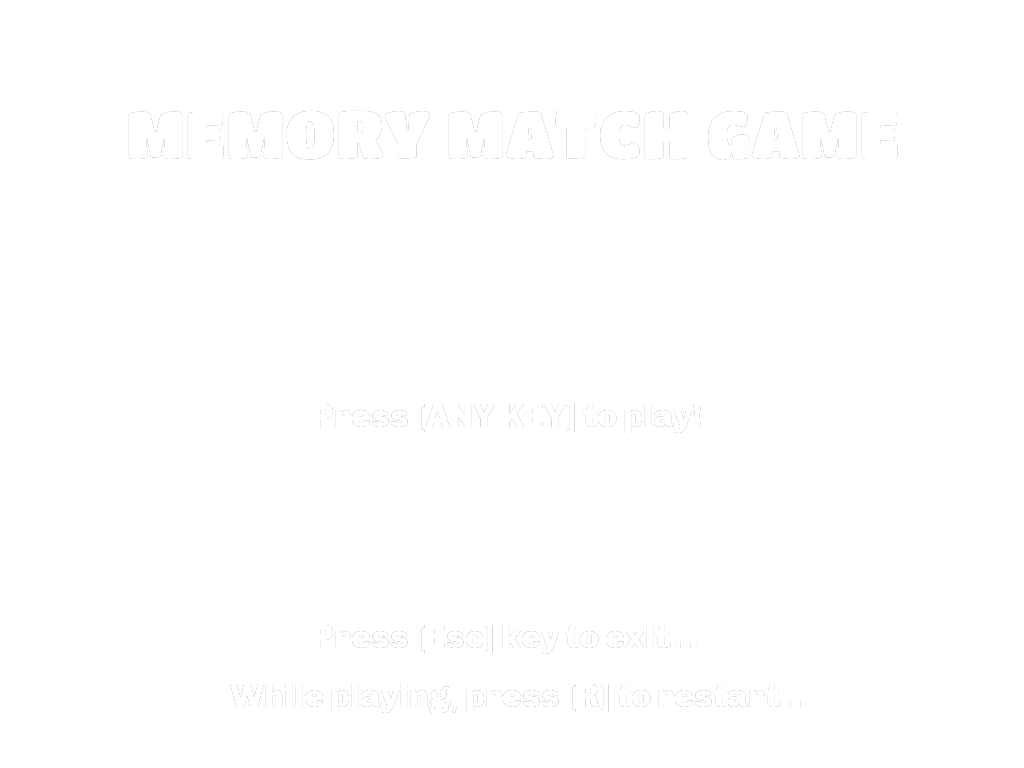 MEMORY MATCH GAME
Press [ANY KEY] to play!
Press [Esc] key to exit...
While playing, press [R] to restart...